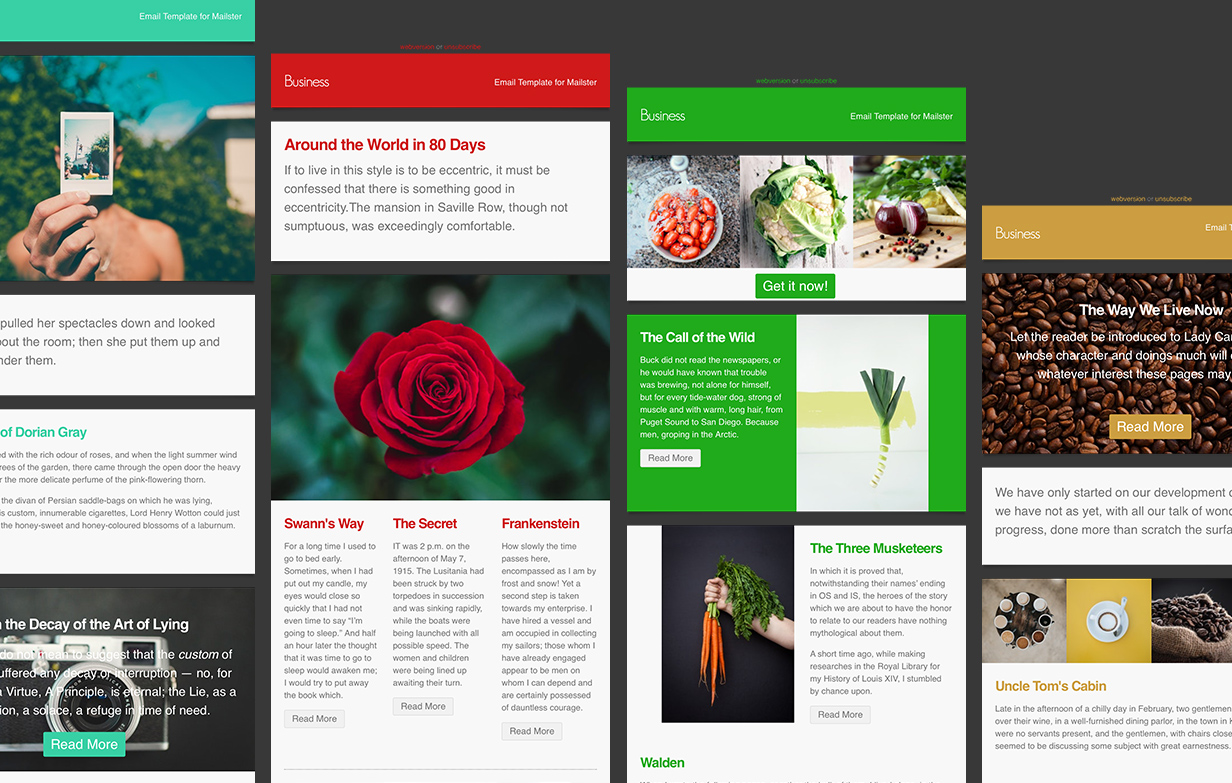 Email Template for Mailster
pulled her spectacles down and looked
out the room; then she put them up and
nder them.
of Dorian Gray
ed with the rich odour of roses, and when the light summer wind
rees of the garden, there came through the open door the heavy
r the more delicate perfume of the pink-flowering thorn.
the divan of Persian saddle-bags on which he was lying,
is custom, innumerable cigarettes, Lord Henry Wotton could just
the honey-sweet and honey-coloured blossoms of a laburnum.
the Decay of the Art of Lying
do not mean to suggest that the custom of
uffered any decay or interruption — no, for
a Virtue, A Principle, is eternal; the Lie, as a
ion, a solace, a refuge in time of need.
Read More
webversion or unsubscribe
Business
Email Template for Mailster
Around the World in 80 Days
If to live in this style is to be eccentric, it must be
confessed that there is something good in
eccentricity.The mansion in Saville Row, though not
sumptuous, was exceedingly comfortable.
Swann's Way
For a long time I used to
go to bed early.
Sometimes, when I had
put out my candle, my
eyes would close so
quickly that I had not
even time to say “I’m
going to sleep.” And half
an hour later the thought
that it was time to go to
sleep would awaken me;
I would try to put away
the book which.
Read More
The Secret
IT was 2 p.m. on the
afternoon of May 7,
1915. The Lusitania had
been struck by two
torpedoes in succession
and was sinking rapidly,
while the boats were
being launched with all
possible speed. The
women and children
were being lined up
awaiting their turn.
Read More
Frankenstein
How slowly the time
passes here,
encompassed as I am by
frost and snow! Yet a
second step is taken
towards my enterprise. I
have hired a vessel and
am occupied in collecting
my sailors; those whom I
have already engaged
appear to be men on
whom I can depend and
are certainly possessed
of dauntless courage.
Read More
webversion or unsubscribe
Business
Email Template for Mailster
Get it now!
The Call of the Wild
Buck did not read the newspapers, or
he would have known that trouble
was brewing, not alone for himself,
but for every tide-water dog, strong of
muscle and with warm, long hair, from
Puget Sound to San Diego. Because
men, groping in the Arctic.
Read More
The Three Musketeers
In which it is proved that,
notwithstanding their names’ ending
in OS and IS, the heroes of the story
which we are about to have the honor
to relate to our readers have nothing
mythological about them.
A short time ago, while making
researches in the Royal Library for
my History of Louis XIV, I stumbled
by chance upon.
Read More
Walden
webversion or unsubscribe
Business
Email T
The Way We Live Now
Let the reader be introduced to Lady Car
whose character and doings much will
whatever interest these pages may
Read More
We have only started on our development
we have not as yet, with all our talk of wond
progress, done more than scratch the surfa
Uncle Tom's Cabin
Late in the afternoon of a chilly day in February, two gentlemen
over their wine, in a well-furnished dining parlor, in the town in
were no servants present, and the gentlemen, with chairs close
seemed to be discussing some subject with great earnestness.